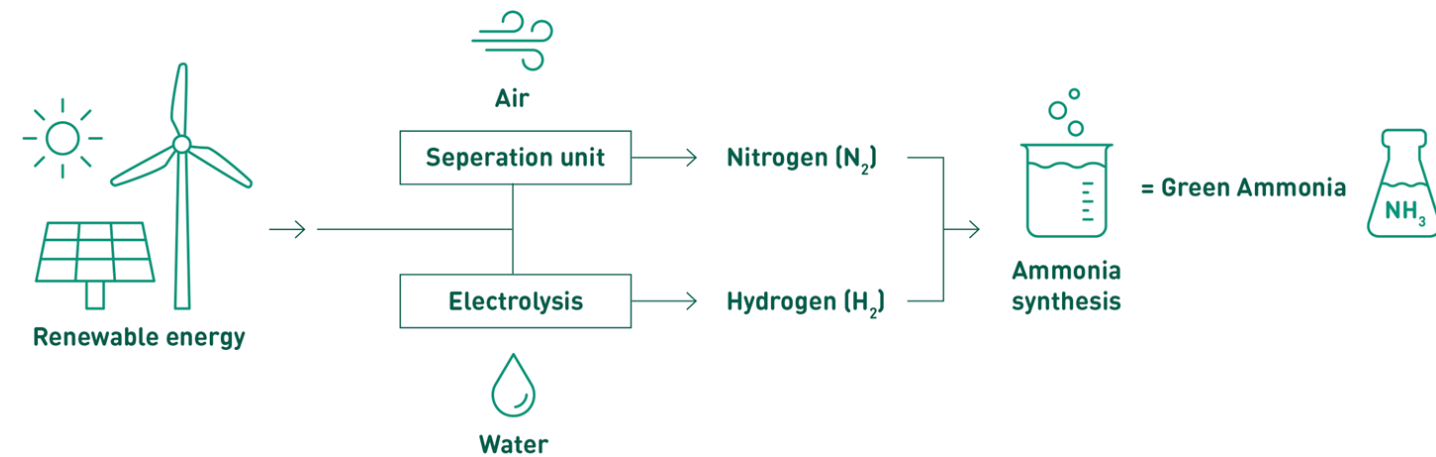 Air
Seperation unit
Nitrogen (N₂)
= Green Ammonia
NH₃
Ammonia
synthesis
Electrolysis
Hydrogen (H₂)
Renewable energy
Water